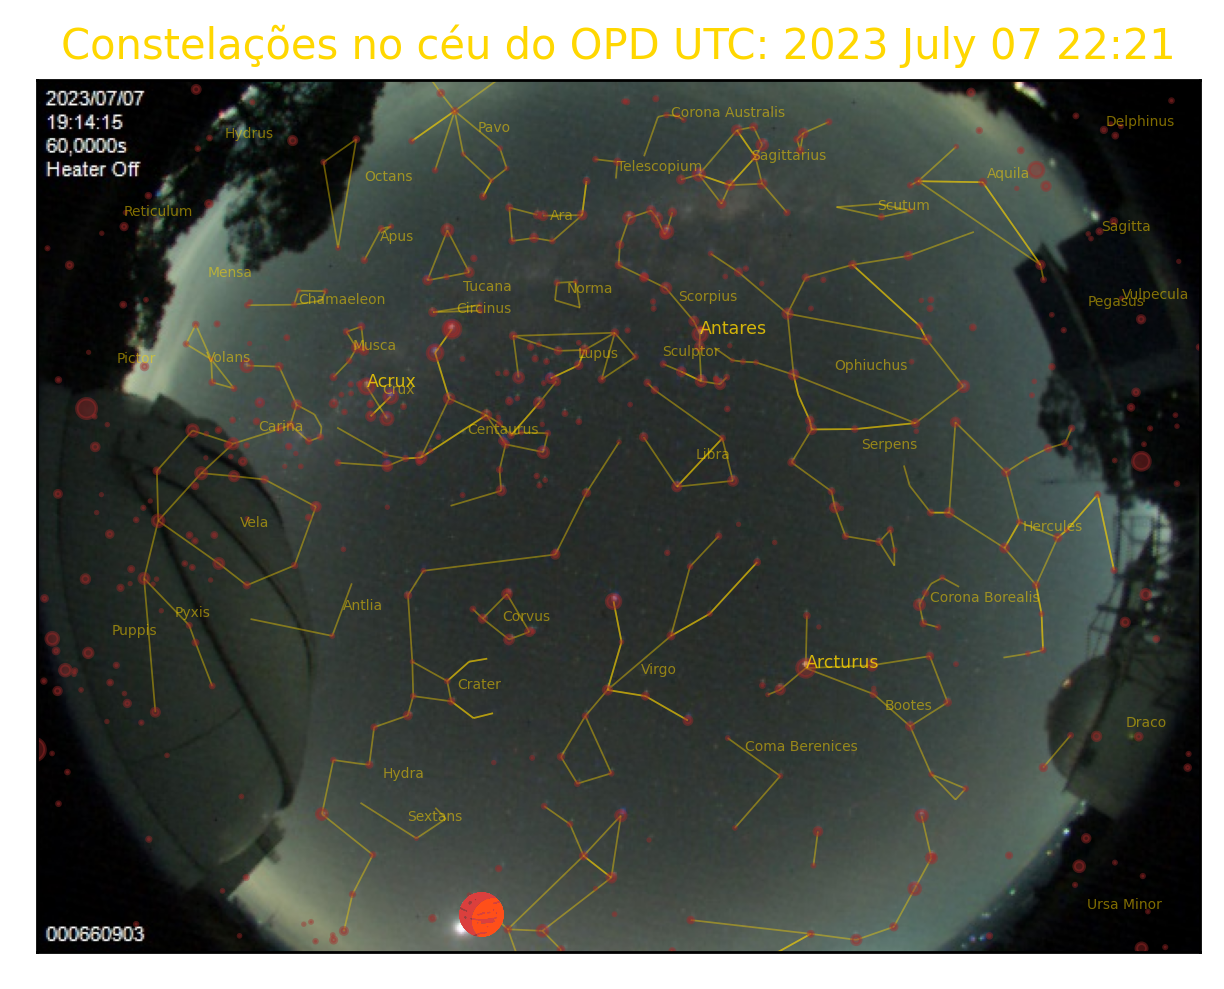 Constelações no céu do OPD UTC: 2023 July 07 22:21
2023/07/07
19:14:15
60,0000s
Heater Off
Hydrus
Pavo
Corona Australis
Delphinus
Octans
Telescopium
Sagittarius
Aquila
Reticulum
Apus
Ara
Scutum
Sagitta
Mensa
Chamaeleon
Tucana
Circinus
Norma
Scorpius
Pegasus
Vulpecula
Antares
Pictor
Volans
Musca
Lupus
Sculptor
Ophiuchus
Acrux
Crux
Carina
Centaurus
Libra
Serpens
Vela
Hercules
Puppis
Pyxis
Antlia
Corvus
Corona Borealis
Crater
Virgo
Arcturus
Bootes
Draco
Hydra
Coma Berenices
Sextans
Ursa Minor
000660903